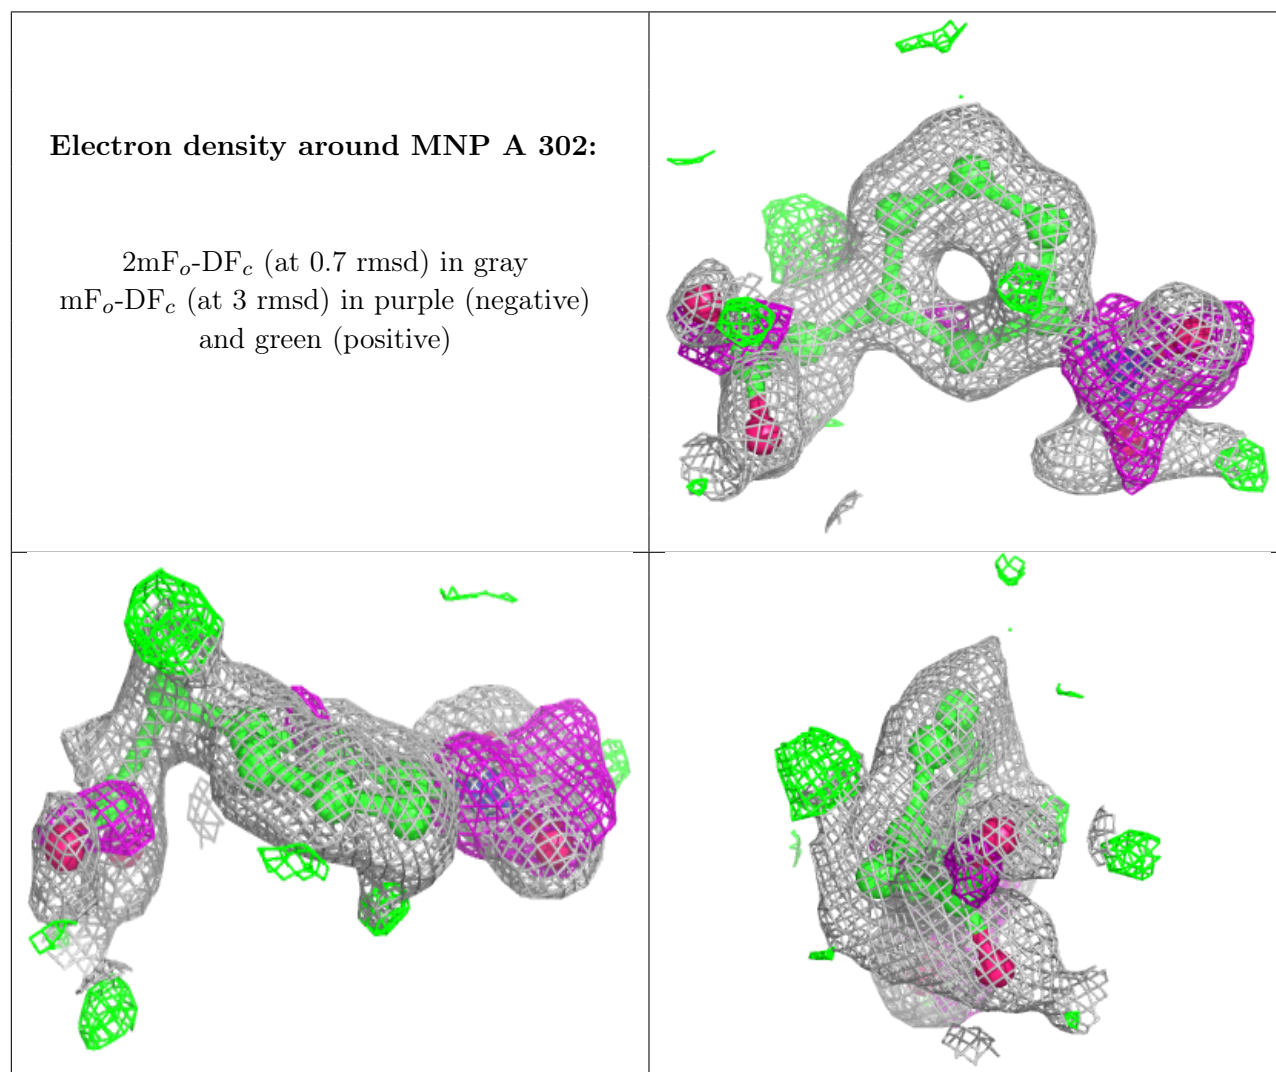 Electron density around MNP A 302:
2mFo-DFc (at 0.7 rmsd) in gray
mFo-DFc (at 3 rmsd) in purple (negative)
and green (positive)